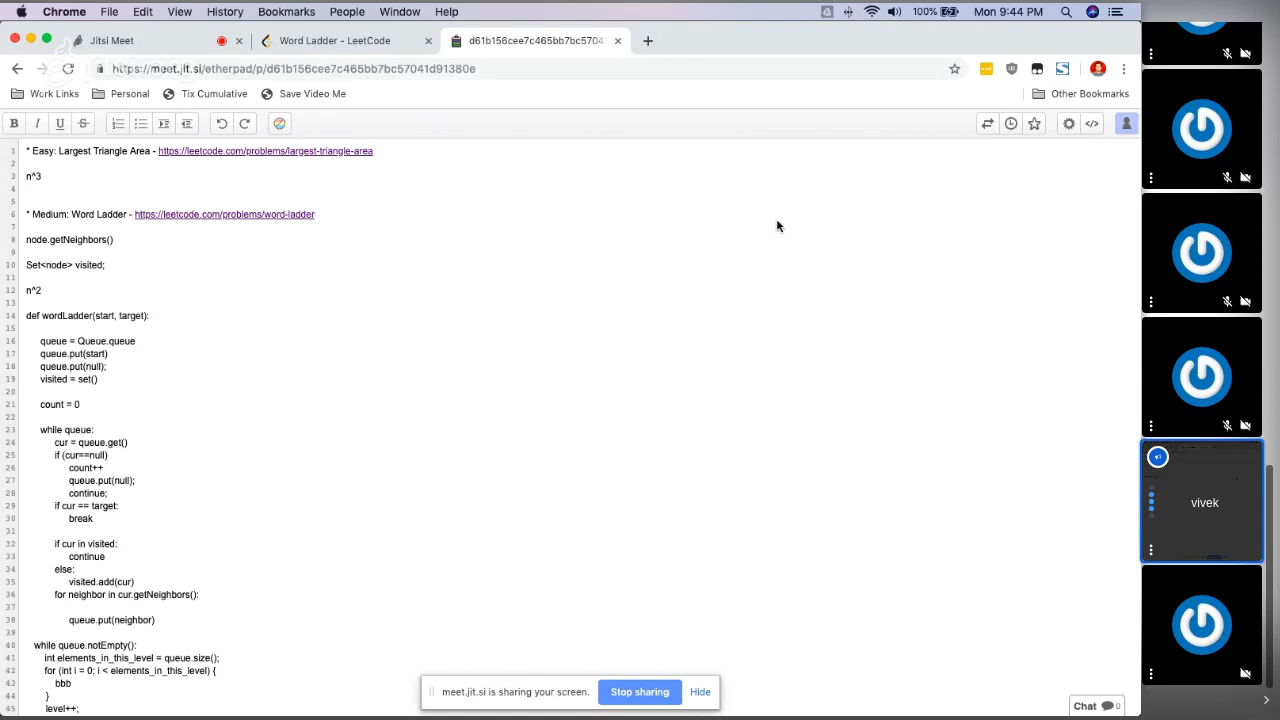 Chrome File Edit View History Bookmarks People Window Help 100% Mon 9:44 PM
Jitsi Meet Word Ladder - LeetCode d61b156cee7c465bb7bc5704
https://meet.jit.si/etherpad/p/d61b156cee7c465bb7bc57041d91380e
Work Links Personal Tix Cumulative Save Video Me Other Bookmarks
1 * Easy: Largest Triangle Area - https://leetcode.com/problems/largest-triangle-area
2
3 n^3
4
5
6 * Medium: Word Ladder - https://leetcode.com/problems/word-ladder
7
8 node.getNeighbors()
9
10 Set<node> visited;
11
12 n^2
13
14 def wordLadder(start, target):
15
16 queue = Queue.queue
17 queue.put(start)
18 queue.put(null);
19 visited = set()
20
21 count = 0
22
23 while queue:
24 cur = queue.get()
25 if (cur==null)
26 count++
27 queue.put(null);
28 continue;
29 if cur == target:
30 break
31
32 if cur in visited:
33 continue
34 else:
35 visited.add(cur)
36 for neighbor in cur.getNeighbors():
37
38 queue.put(neighbor)
39
40 while queue.notEmpty():
41 int elements_in_this_level = queue.size();
42 for (int i = 0; i < elements_in_this_level) {
43 bbb
44 }
45 level++;
meet.jit.si is sharing your screen. Stop sharing Hide
Chat 0
vivek